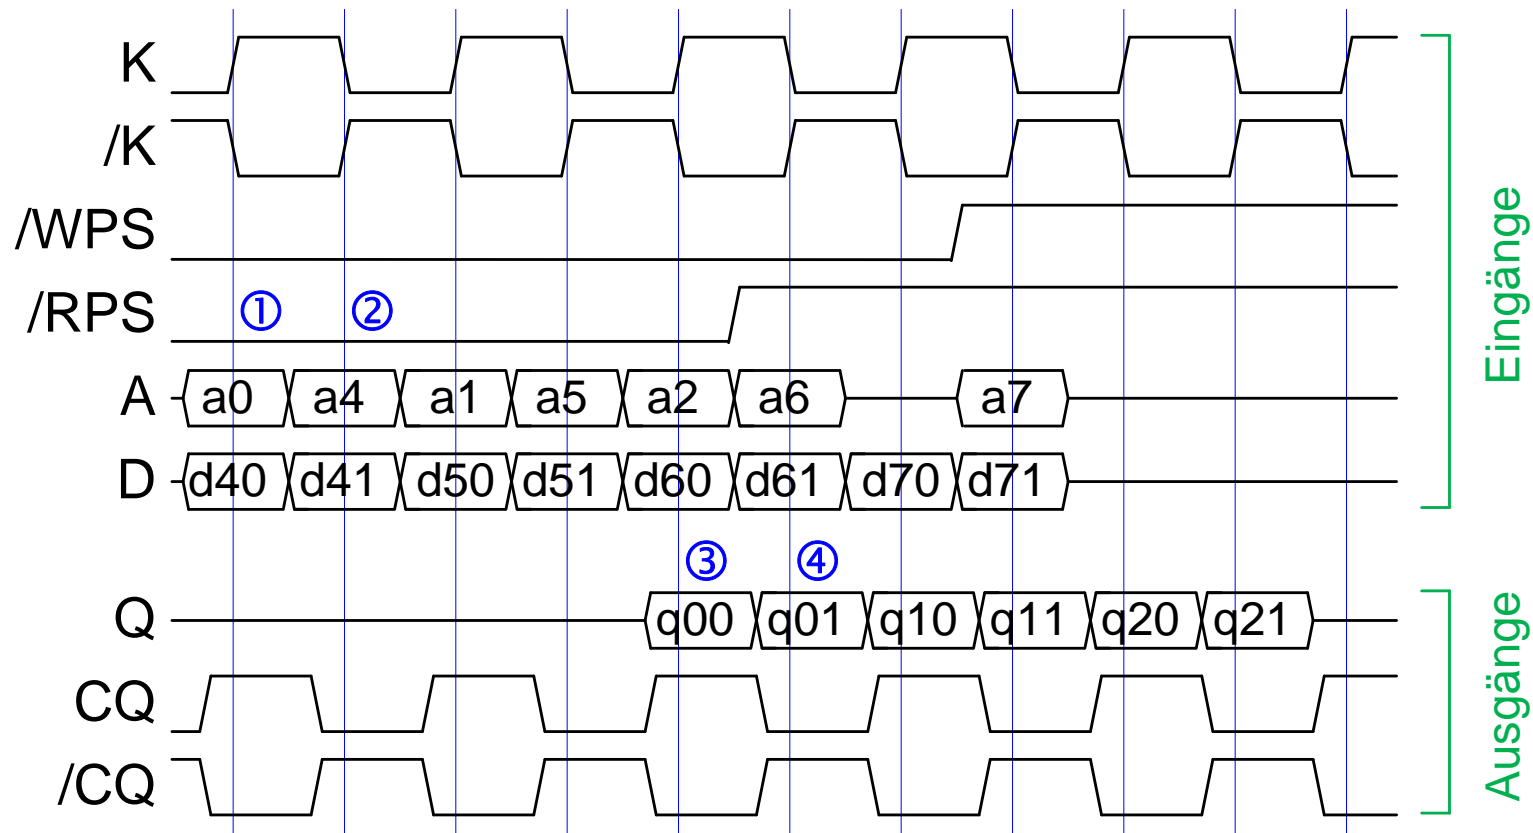 K
/K
/WPS
/RPS ① ②
A a0 a4 a1 a5 a2 a6 a7
D d40 d41 d50 d51 d60 d61 d70 d71
③ ④
Q q00 q01 q10 q11 q20 q21
CQ
/CQ
Eingänge
Ausgänge